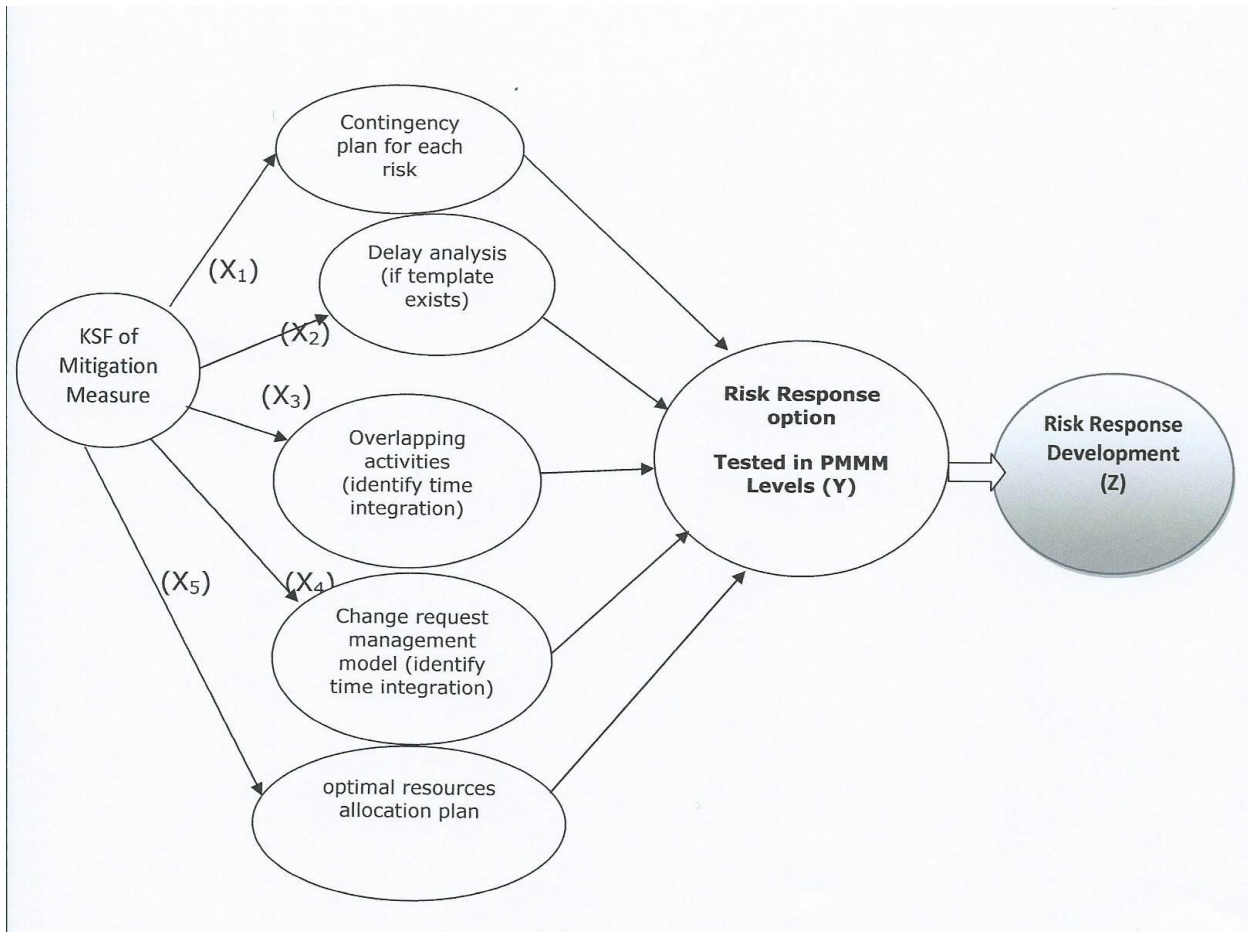 Contingency
plan for each
risk
(X₁)
Delay analysis
(if template
exists)
(X₂)
KSF of
Mitigation
Measure
(X₃)
Overlapping
activities
(identify time
integration)
(X₅)
(X₄)
Change request
management
model (identify
time integration)
optimal resources
allocation plan
Risk Response
option
Tested in PMMM
Levels (Y)
Risk Response
Development
(Z)